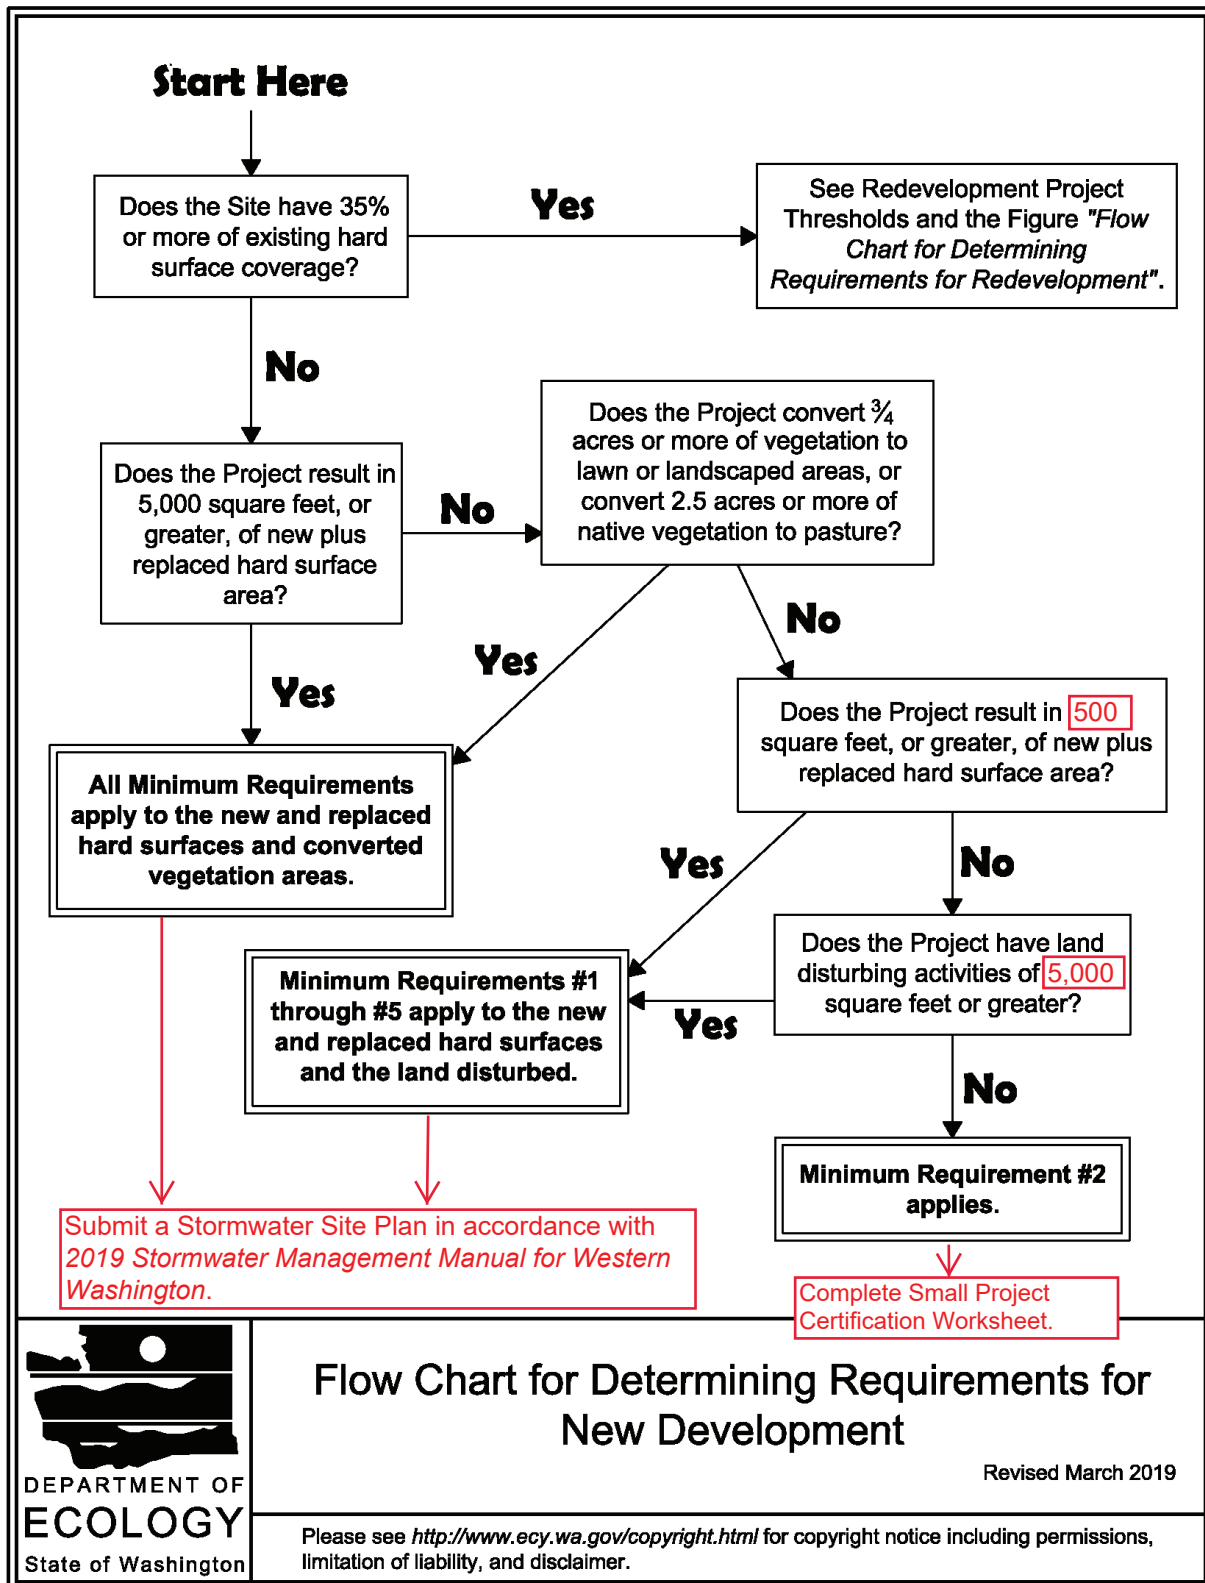 Start Here
Does the Site have 35%
or more of existing hard
surface coverage?
Yes
See Redevelopment Project
Thresholds and the Figure "Flow
Chart for Determining
Requirements for Redevelopment".
No
Does the Project result in
5,000 square feet, or
greater, of new plus
replaced hard surface
area?
No
Does the Project convert ¾
acres or more of vegetation to
lawn or landscaped areas, or
convert 2.5 acres or more of
native vegetation to pasture?
Yes
Yes
No
Does the Project result in 500
square feet, or greater, of new plus
replaced hard surface area?
All Minimum Requirements
apply to the new and replaced
hard surfaces and converted
vegetation areas.
Yes
No
Does the Project have land
disturbing activities of 5,000
square feet or greater?
Yes
Minimum Requirements #1
through #5 apply to the new
and replaced hard surfaces
and the land disturbed.
No
Minimum Requirement #2
applies.
Submit a Stormwater Site Plan in accordance with
2019 Stormwater Management Manual for Western
Washington.
Complete Small Project
Certification Worksheet.
DEPARTMENT OF
ECOLOGY
State of Washington
Flow Chart for Determining Requirements for
New Development
Revised March 2019
Please see http://www.ecy.wa.gov/copyright.html for copyright notice including permissions,
limitation of liability, and disclaimer.